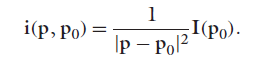 i(p, p₀) = 1 / |p − p₀|² I(p₀).